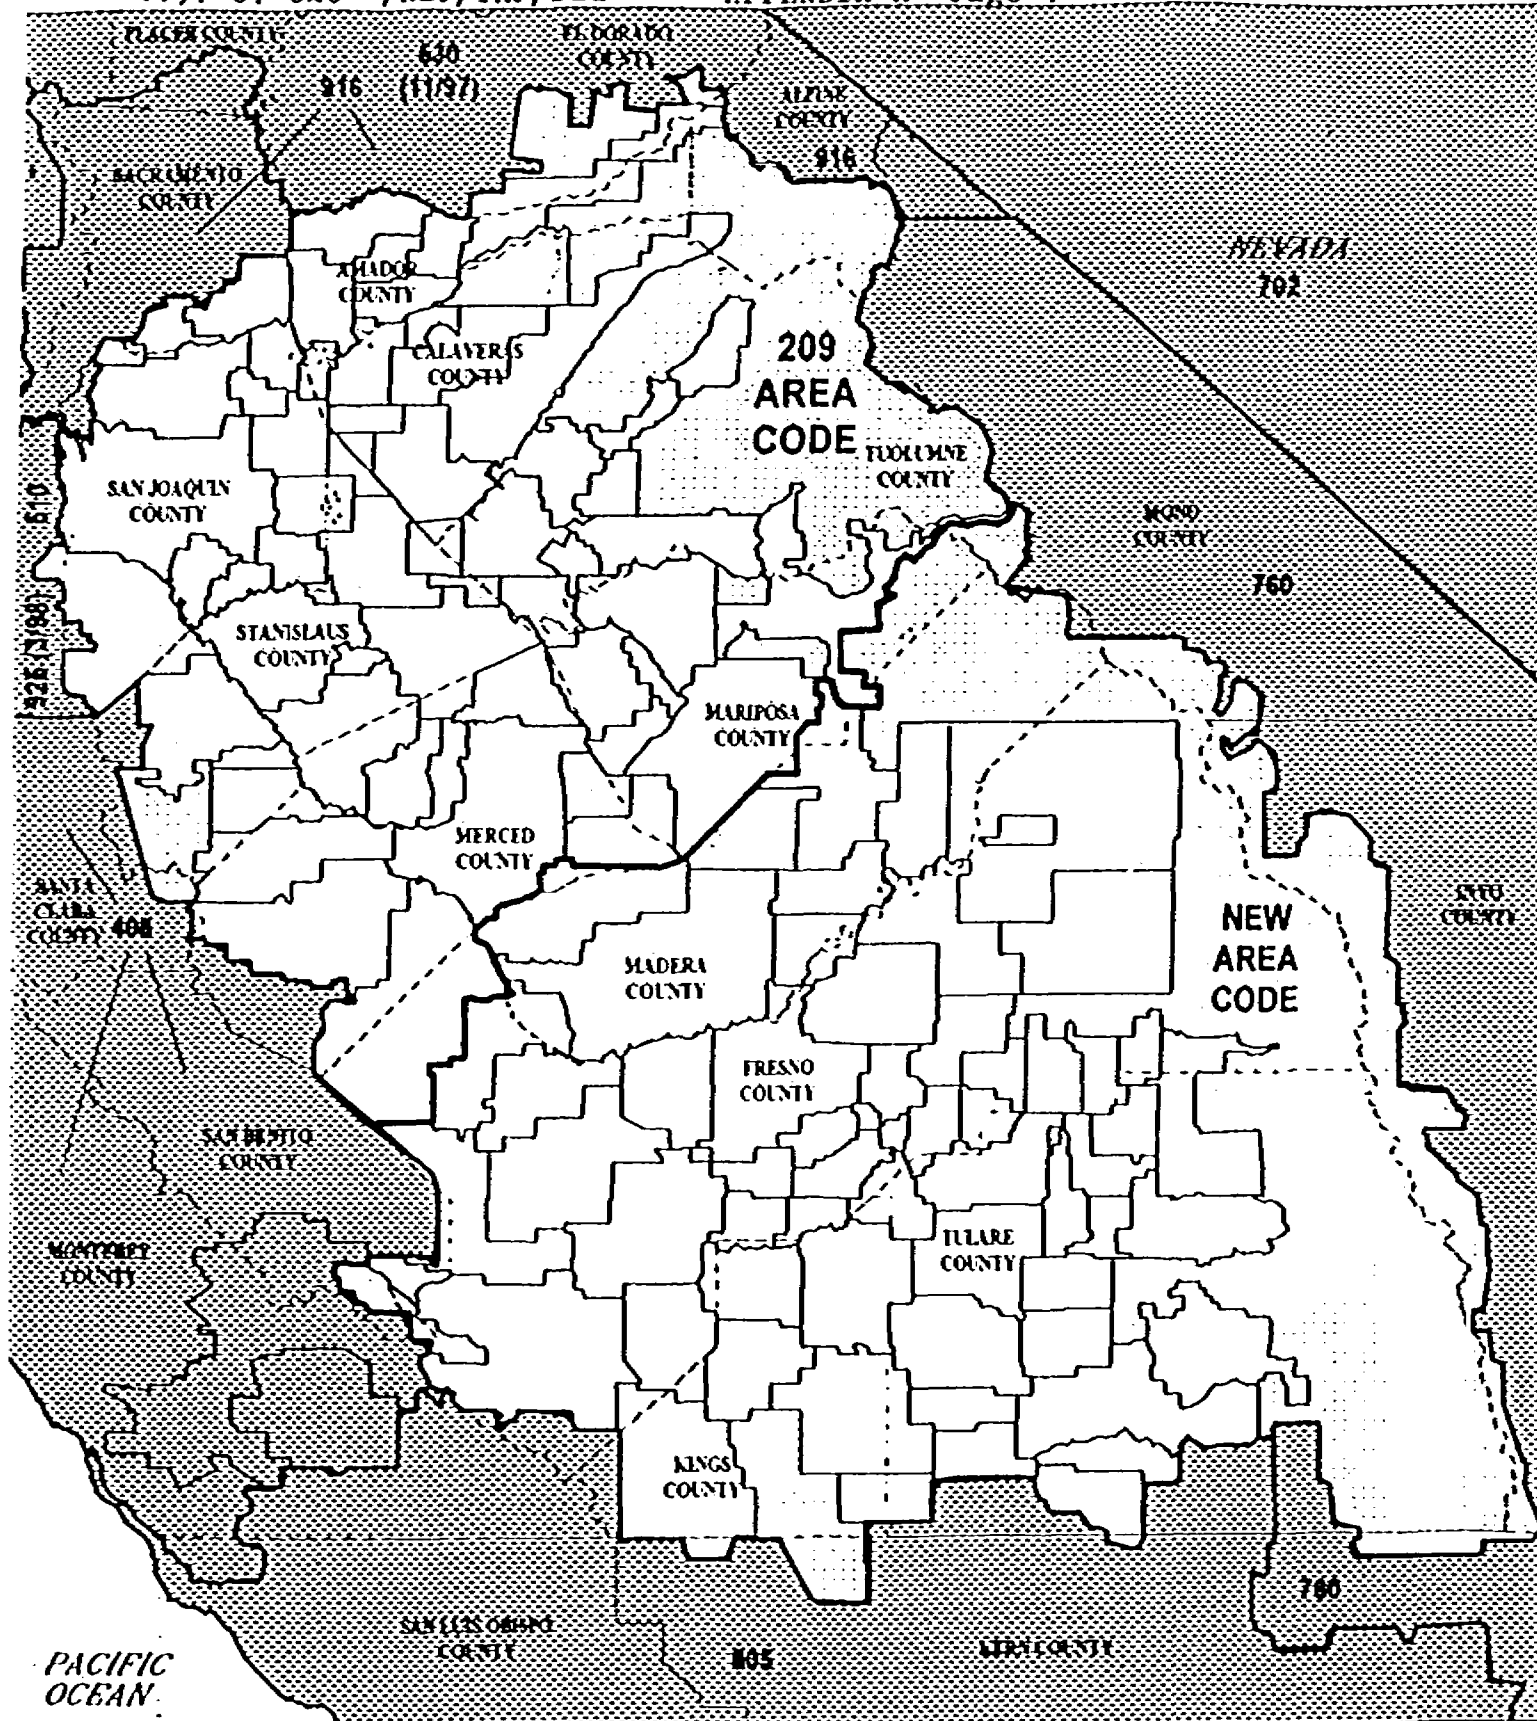 PLACER COUNTY
530
(11/97)
916
EL DORADO
COUNTY
ALPINE
COUNTY
916
SACRAMENTO
COUNTY
NEVADA
702
AMADOR
COUNTY
CALAVERAS
COUNTY
209
AREA
CODE
TUOLUMNE
COUNTY
SAN JOAQUIN
COUNTY
510
925 (3/98)
MONO
COUNTY
760
STANISLAUS
COUNTY
MARIPOSA
COUNTY
MERCED
COUNTY
SANTA
CLARA
COUNTY
408
INYO
COUNTY
NEW
AREA
CODE
MADERA
COUNTY
FRESNO
COUNTY
SAN BENITO
COUNTY
MONTEREY
COUNTY
TULARE
COUNTY
KINGS
COUNTY
760
SAN LUIS OBISPO
COUNTY
805
KERN COUNTY
PACIFIC
OCEAN